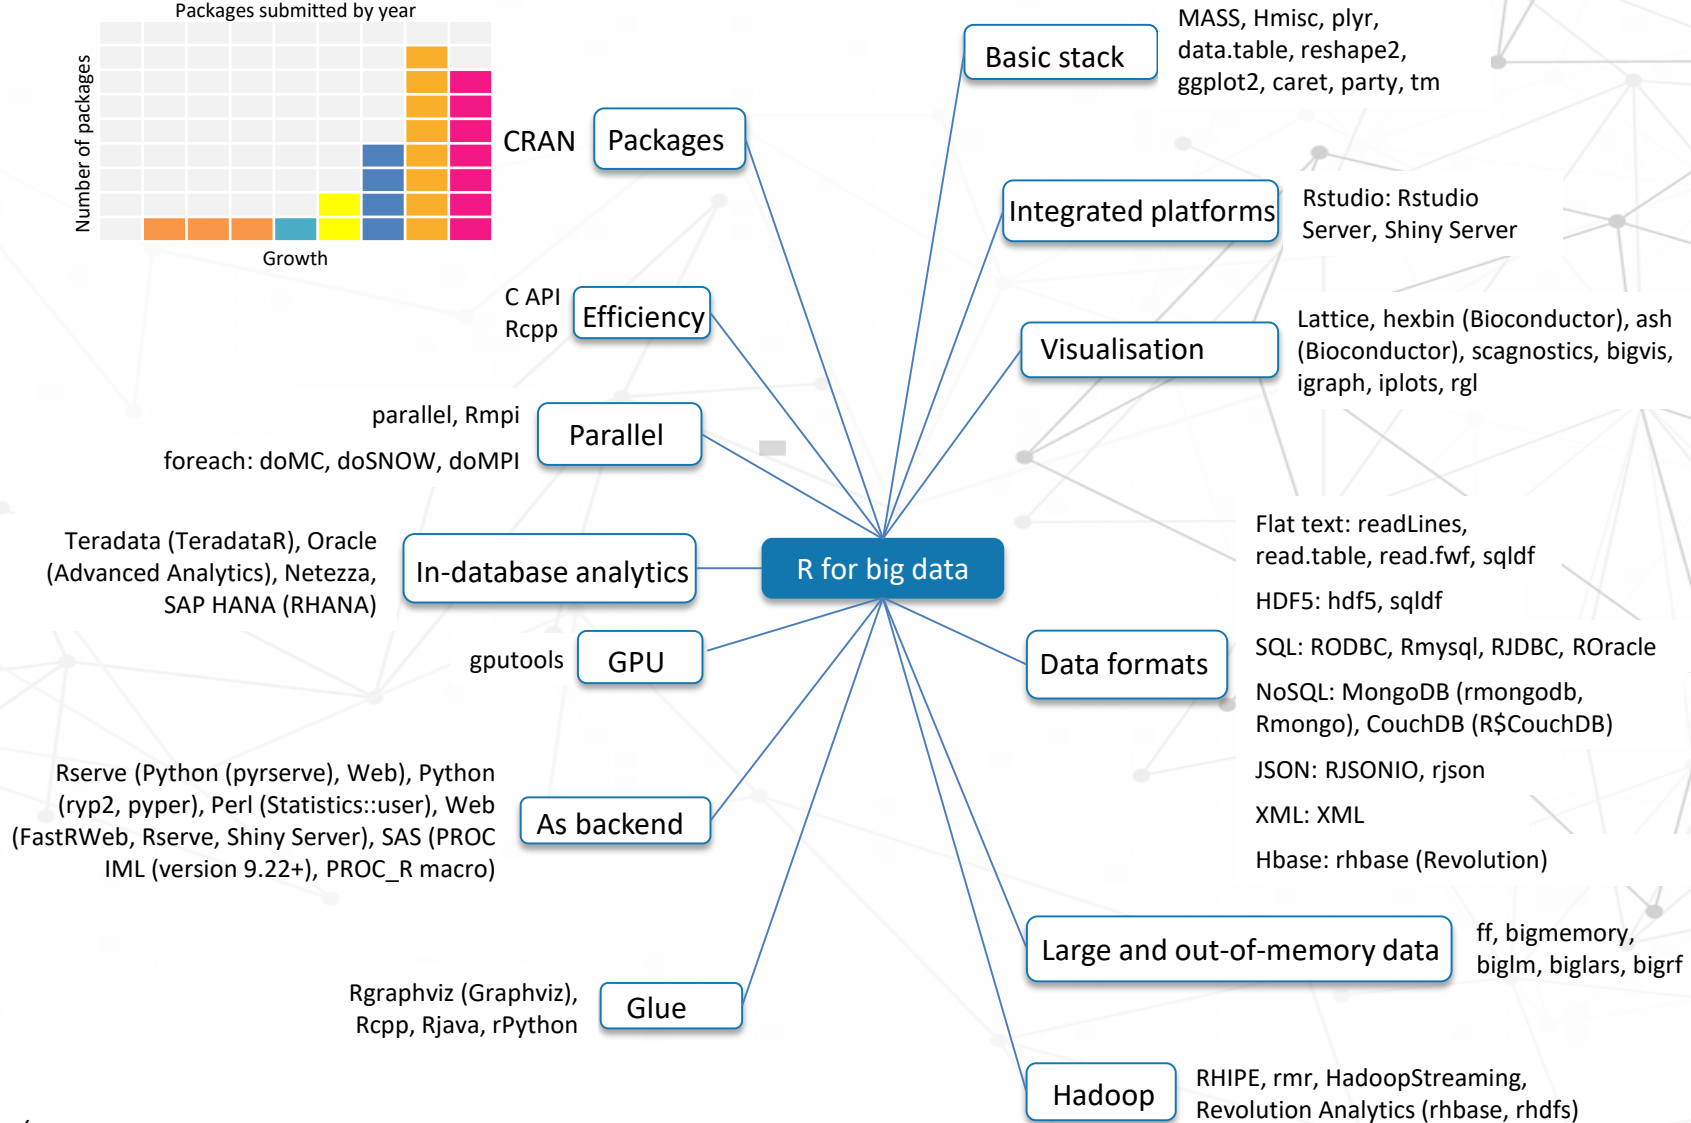 Packages submitted by year
Number of packages
Growth
CRAN
Packages
C API
Rcpp
Efficiency
parallel, Rmpi
foreach: doMC, doSNOW, doMPI
Parallel
Teradata (TeradataR), Oracle
(Advanced Analytics), Netezza,
SAP HANA (RHANA)
In-database analytics
gputools
GPU
Rserve (Python (pyrserve), Web), Python
(ryp2, pyper), Perl (Statistics::user), Web
(FastRWeb, Rserve, Shiny Server), SAS (PROC
IML (version 9.22+), PROC_R macro)
As backend
Rgraphviz (Graphviz),
Rcpp, Rjava, rPython
Glue
R for big data
Basic stack
MASS, Hmisc, plyr,
data.table, reshape2,
ggplot2, caret, party, tm
Integrated platforms
Rstudio: Rstudio
Server, Shiny Server
Visualisation
Lattice, hexbin (Bioconductor), ash
(Bioconductor), scagnostics, bigvis,
igraph, iplots, rgl
Data formats
Flat text: readLines,
read.table, read.fwf, sqldf
HDF5: hdf5, sqldf
SQL: RODBC, Rmysql, RJDBC, ROracle
NoSQL: MongoDB (rmongodb,
Rmongo), CouchDB (R$CouchDB)
JSON: RJSONIO, rjson
XML: XML
Hbase: rhbase (Revolution)
Large and out-of-memory data
ff, bigmemory,
biglm, biglars, bigrf
Hadoop
RHIPE, rmr, HadoopStreaming,
Revolution Analytics (rhbase, rhdfs)